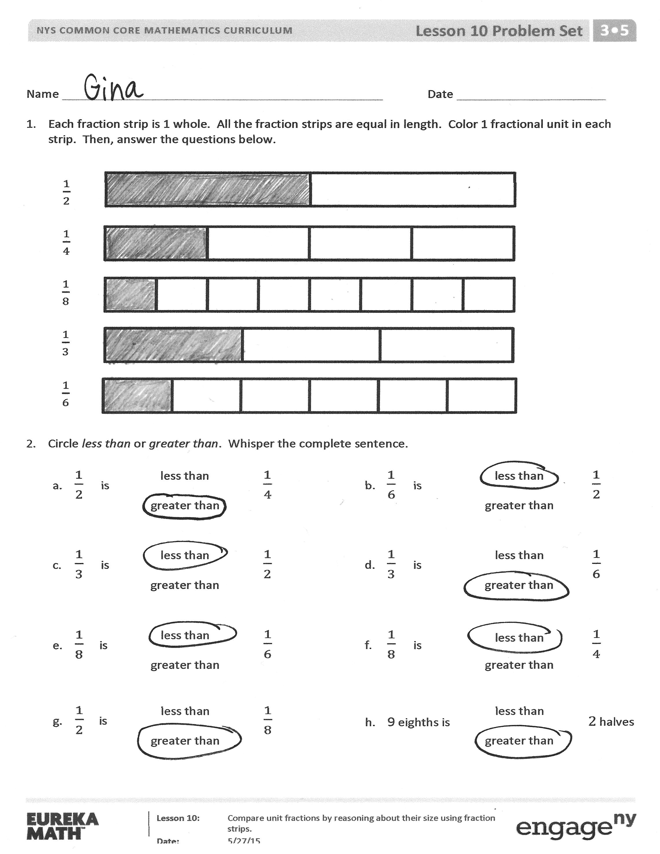 NYS COMMON CORE MATHEMATICS CURRICULUM Lesson 10 Problem Set 3•5
Name Gina Date
1. Each fraction strip is 1 whole. All the fraction strips are equal in length. Color 1 fractional unit in each
strip. Then, answer the questions below.
1/2
1/4
1/8
1/3
1/6
2. Circle less than or greater than. Whisper the complete sentence.
a. 1/2 is less than greater than 1/4
b. 1/6 is less than greater than 1/2
c. 1/3 is less than greater than 1/2
d. 1/3 is less than greater than 1/6
e. 1/8 is less than greater than 1/6
f. 1/8 is less than greater than 1/4
g. 1/2 is less than greater than 1/8
h. 9 eighths is less than greater than 2 halves
EUREKA
MATH™
Lesson 10: Compare unit fractions by reasoning about their size using fraction
strips.
Date: 5/27/15
engage ny